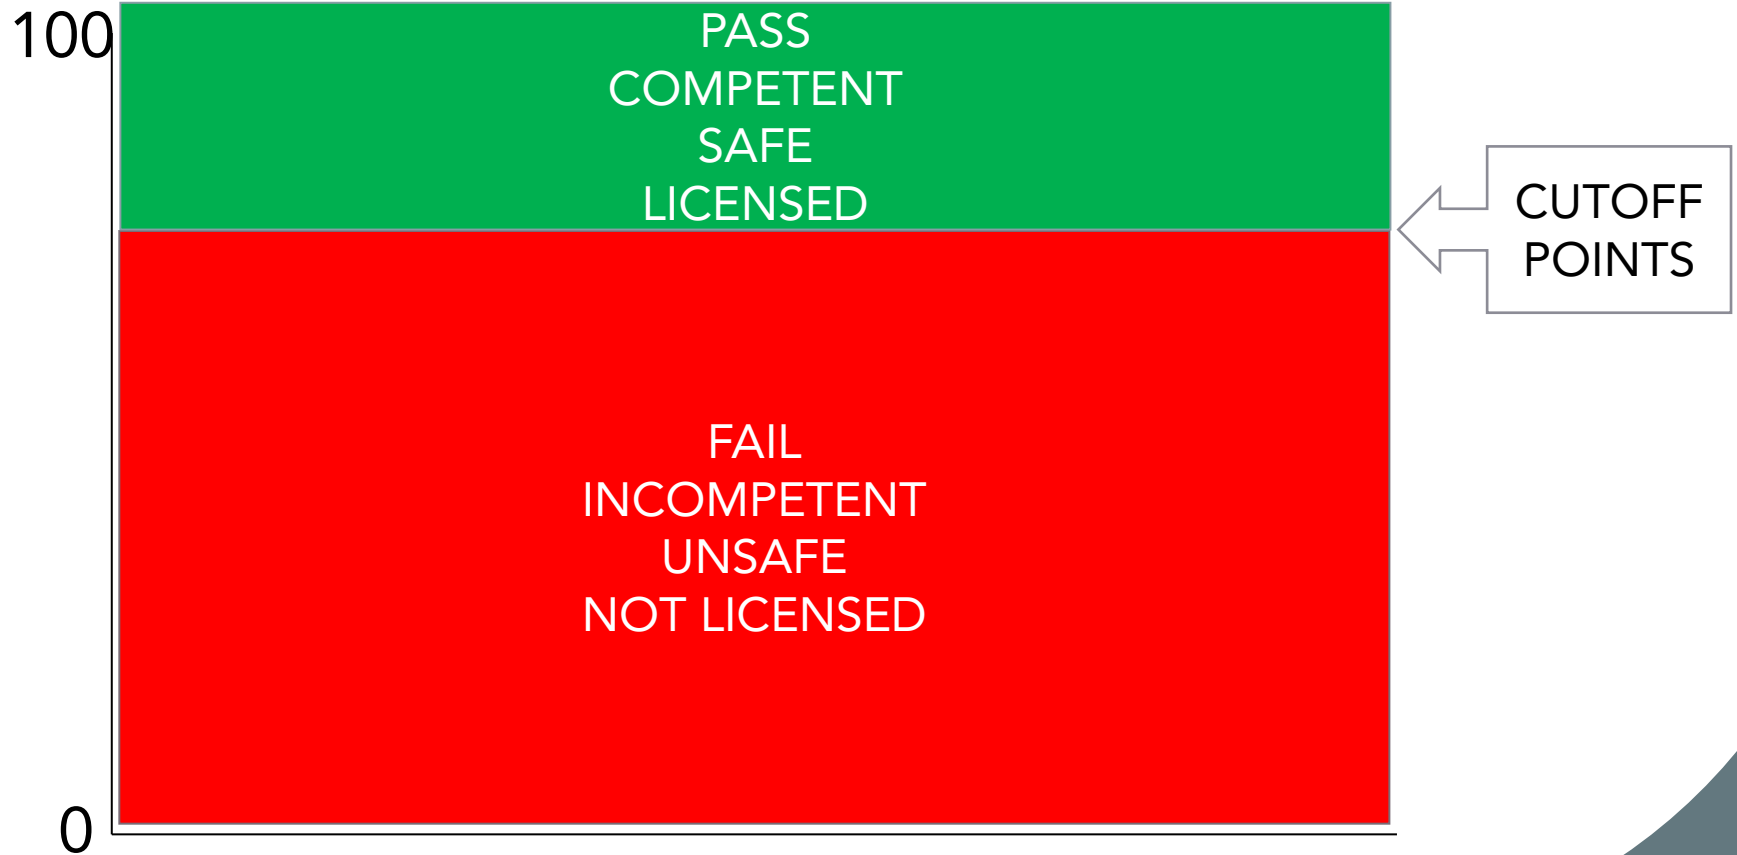 100
PASS
COMPETENT
SAFE
LICENSED
CUTOFF
POINTS
FAIL
INCOMPETENT
UNSAFE
NOT LICENSED
0